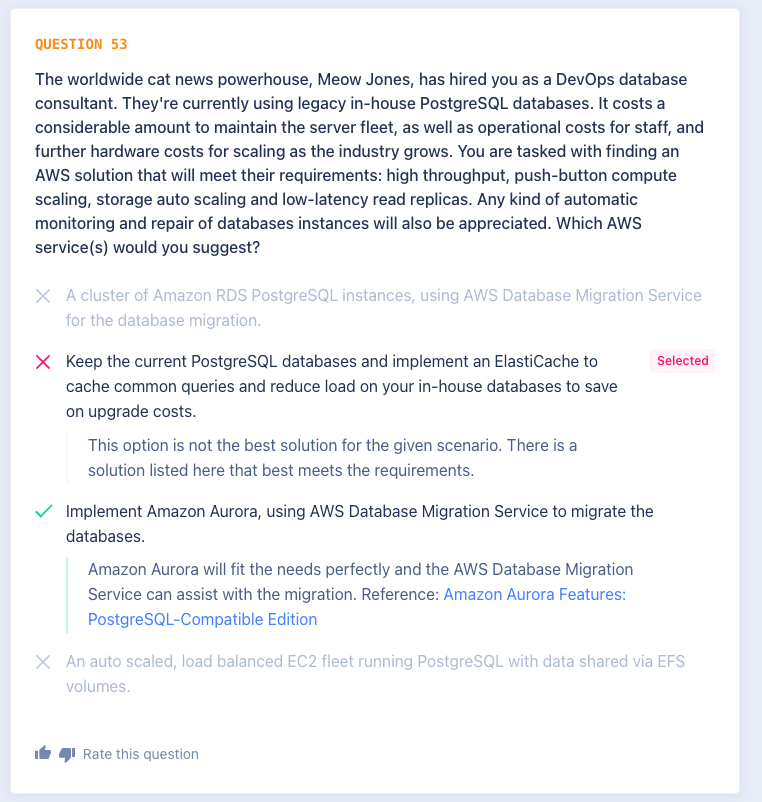 QUESTION 53
The worldwide cat news powerhouse, Meow Jones, has hired you as a DevOps database
consultant. They're currently using legacy in-house PostgreSQL databases. It costs a
considerable amount to maintain the server fleet, as well as operational costs for staff, and
further hardware costs for scaling as the industry grows. You are tasked with finding an
AWS solution that will meet their requirements: high throughput, push-button compute
scaling, storage auto scaling and low-latency read replicas. Any kind of automatic
monitoring and repair of databases instances will also be appreciated. Which AWS
service(s) would you suggest?
A cluster of Amazon RDS PostgreSQL instances, using AWS Database Migration Service
for the database migration.
Keep the current PostgreSQL databases and implement an ElastiCache to
cache common queries and reduce load on your in-house databases to save
on upgrade costs.
Selected
This option is not the best solution for the given scenario. There is a
solution listed here that best meets the requirements.
Implement Amazon Aurora, using AWS Database Migration Service to migrate the
databases.
Amazon Aurora will fit the needs perfectly and the AWS Database Migration
Service can assist with the migration. Reference: Amazon Aurora Features:
PostgreSQL-Compatible Edition
An auto scaled, load balanced EC2 fleet running PostgreSQL with data shared via EFS
volumes.
Rate this question